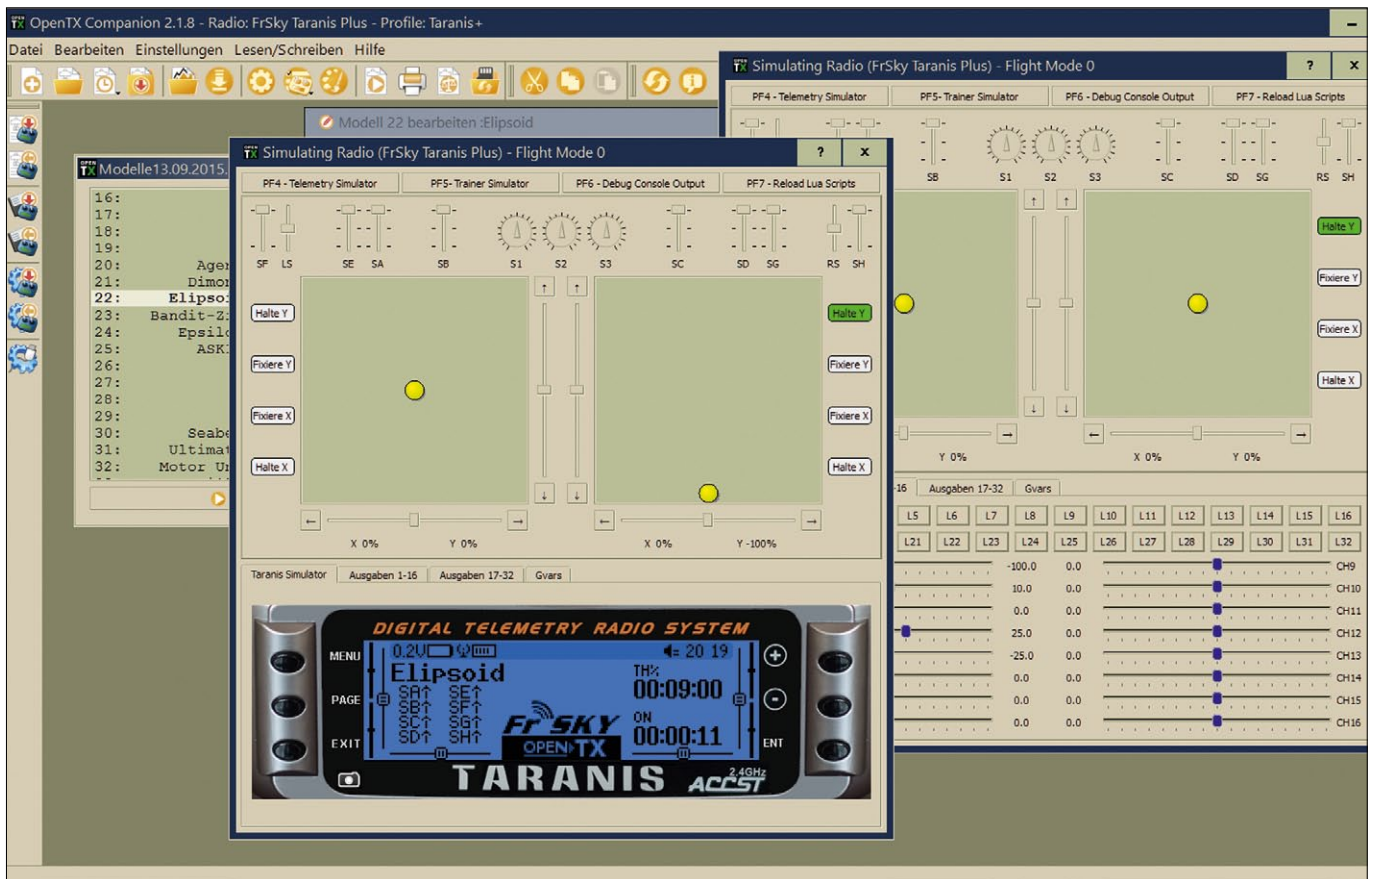 OPEN TX OpenTX Companion 2.1.8 - Radio: FrSky Taranis Plus - Profile: Taranis+
Datei Bearbeiten Einstellungen Lesen/Schreiben Hilfe
Modell 22 bearbeiten :Elipsoid
OPEN TX Modelle13.09.2015.
16:
17:
18:
19:
20: Agen
21: Dimon
22: Elipsoi
23: Bandit-Zi
24: Epsilo
25: ASK
26:
27:
28:
29:
30: Seabe
31: Ultimat
32: Motor Un
OPEN TX Simulating Radio (FrSky Taranis Plus) - Flight Mode 0 ? x
PF4 - Telemetry Simulator PF5- Trainer Simulator PF6 - Debug Console Output PF7 - Reload Lua Scripts
SF LS SE SA SB S1 S2 S3 SC SD SG RS SH
Halte Y Halte Y
Fixiere Y Fixiere Y
Fixiere X Fixiere X
Halte X Halte X
X 0% Y 0% X 0% Y -100%
Taranis Simulator Ausgaben 1-16 Ausgaben 17-32 Gvars
DIGITAL TELEMETRY RADIO SYSTEM
MENU
PAGE
EXIT
0.2V 20 19
Elipsoid TH%
00:09:00
SA↑ SE↑
SB↑ SF↑
SC↑ SG↑
SD↑ SH↑
FrSKY
OPEN TX
ON
00:00:11
+
-
ENT
TARANIS ACCST 2.4GHz
OPEN TX Simulating Radio (FrSky Taranis Plus) - Flight Mode 0 ? x
PF4 - Telemetry Simulator PF5- Trainer Simulator PF6 - Debug Console Output PF7 - Reload Lua Scripts
SB S1 S2 S3 SC SD SG RS SH
Halte Y
Fixiere Y
Fixiere X
Halte X
Y 0% X 0% Y 0%
-16 Ausgaben 17-32 Gvars
L5 L6 L7 L8 L9 L10 L11 L12 L13 L14 L15 L16
L21 L22 L23 L24 L25 L26 L27 L28 L29 L30 L31 L32
-100.0 0.0 CH9
10.0 0.0 CH10
0.0 0.0 CH11
25.0 0.0 CH12
-25.0 0.0 CH13
0.0 0.0 CH14
0.0 0.0 CH15
0.0 0.0 CH16